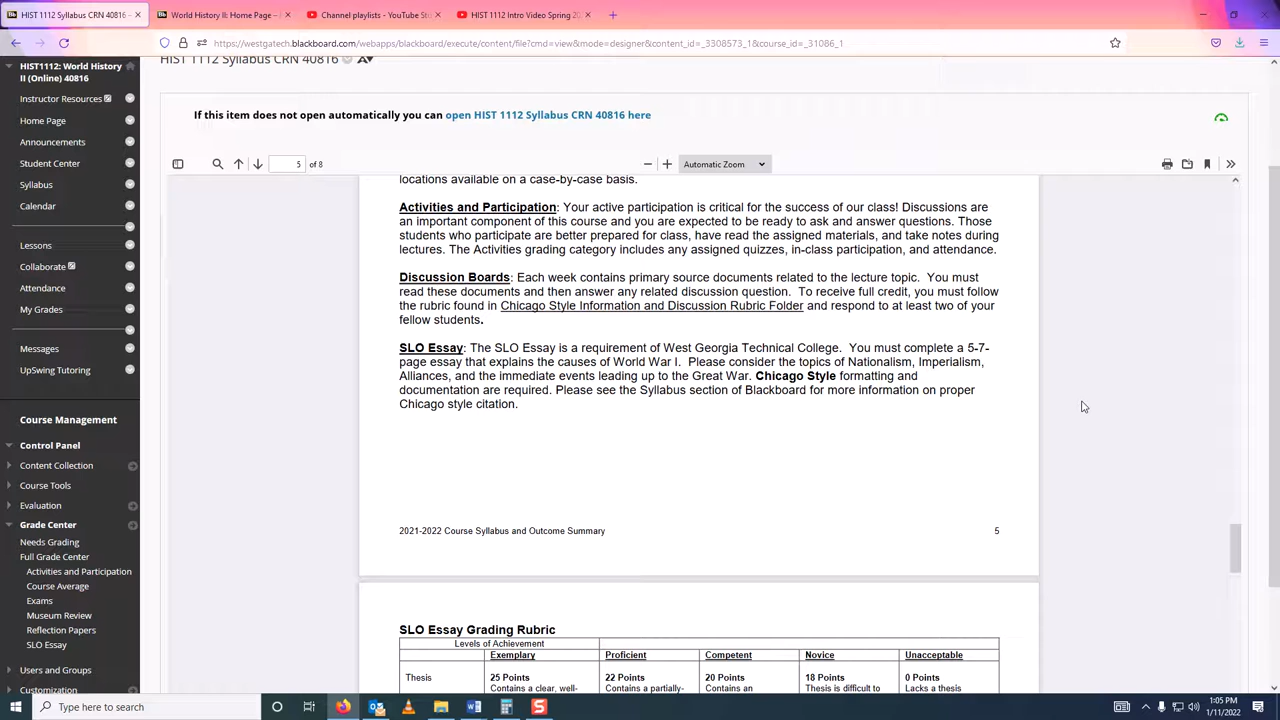 HIST 1112 Syllabus CRN 40816 –
World History II: Home Page –
Channel playlists - YouTube St
HIST 1112 Intro Video Spring 20
https://westgatech.blackboard.com/webapps/blackboard/execute/content/file?cmd=view&mode=designer&content_id=_3308573_1&course_id=_31086_1
HIST1112: World History
II (Online) 40816
Instructor Resources
Home Page
Announcements
Student Center
Syllabus
Calendar
Lessons
Collaborate
Attendance
My Grades
Messages
UpSwing Tutoring
Course Management
Control Panel
Content Collection
Course Tools
Evaluation
Grade Center
Needs Grading
Full Grade Center
Activities and Participation
Course Average
Exams
Museum Review
Reflection Papers
SLO Essay
Users and Groups
Customization
HIST 1112 Syllabus CRN 40816
If this item does not open automatically you can open HIST 1112 Syllabus CRN 40816 here
5 of 8
Automatic Zoom
locations available on a case-by-case basis.
Activities and Participation: Your active participation is critical for the success of our class! Discussions are
an important component of this course and you are expected to be ready to ask and answer questions. Those
students who participate are better prepared for class, have read the assigned materials, and take notes during
lectures. The Activities grading category includes any assigned quizzes, in-class participation, and attendance.
Discussion Boards: Each week contains primary source documents related to the lecture topic. You must
read these documents and then answer any related discussion question. To receive full credit, you must follow
the rubric found in Chicago Style Information and Discussion Rubric Folder and respond to at least two of your
fellow students.
SLO Essay: The SLO Essay is a requirement of West Georgia Technical College. You must complete a 5-7-
page essay that explains the causes of World War I. Please consider the topics of Nationalism, Imperialism,
Alliances, and the immediate events leading up to the Great War. Chicago Style formatting and
documentation are required. Please see the Syllabus section of Blackboard for more information on proper
Chicago style citation.
2021-2022 Course Syllabus and Outcome Summary 5
SLO Essay Grading Rubric
Levels of Achievement
Exemplary Proficient Competent Novice Unacceptable
Thesis 25 Points 22 Points 20 Points 18 Points 0 Points
Contains a clear, well- Contains a partially- Contains an Thesis is difficult to Lacks a thesis
Type here to search
1:05 PM
1/11/2022